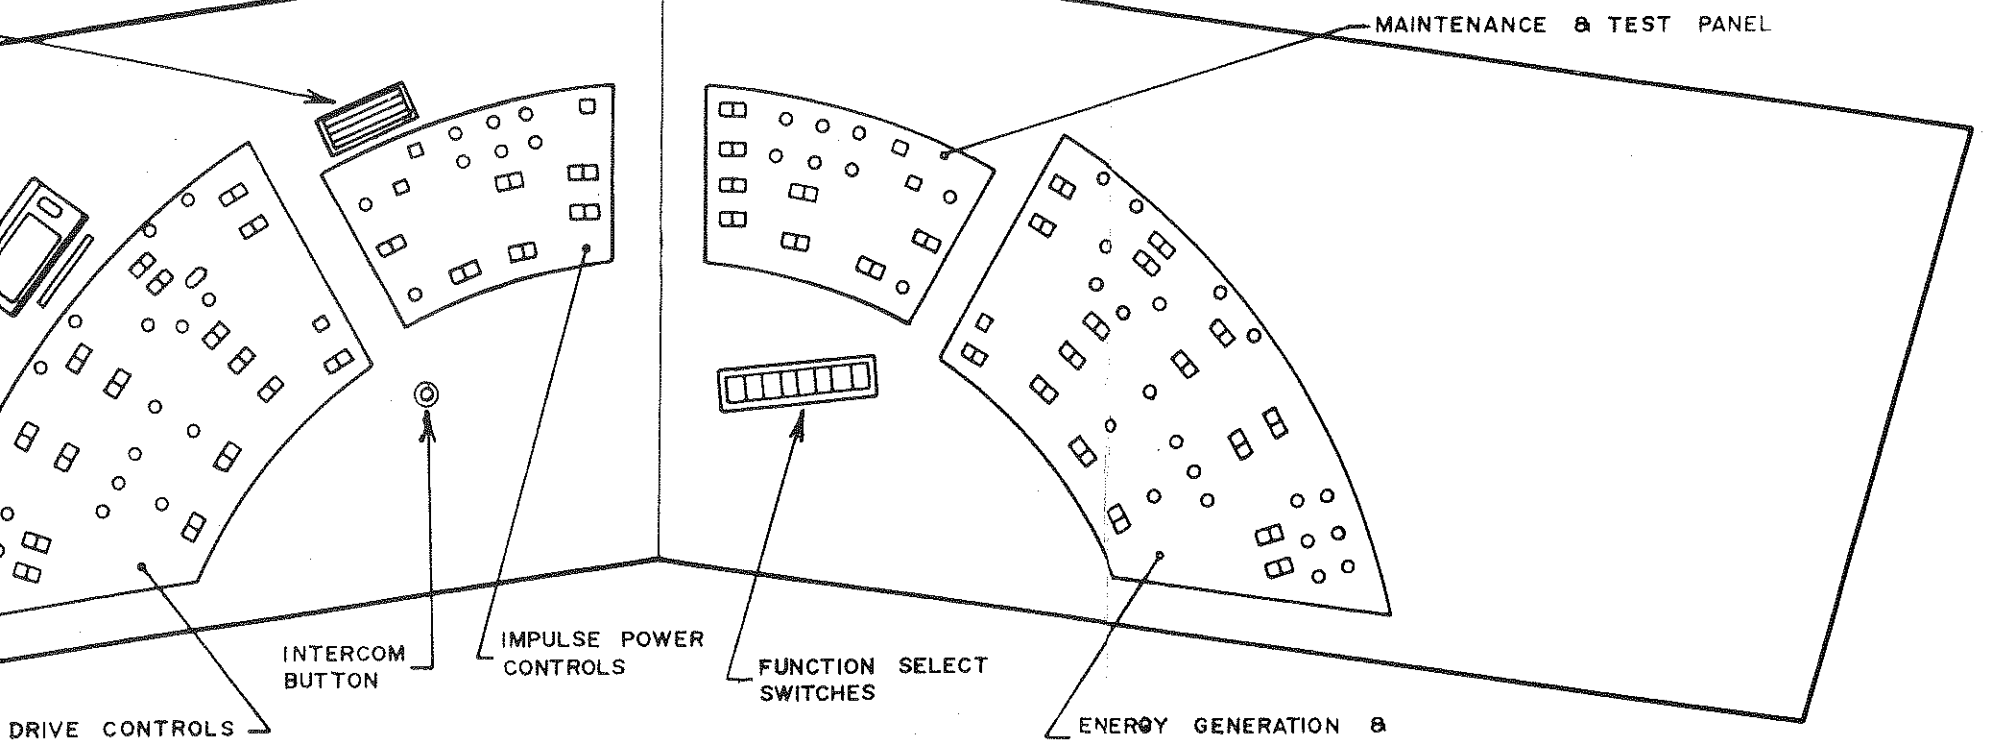 MAINTENANCE & TEST PANEL
INTERCOM
BUTTON
IMPULSE POWER
CONTROLS
FUNCTION SELECT
SWITCHES
DRIVE CONTROLS
ENERGY GENERATION &